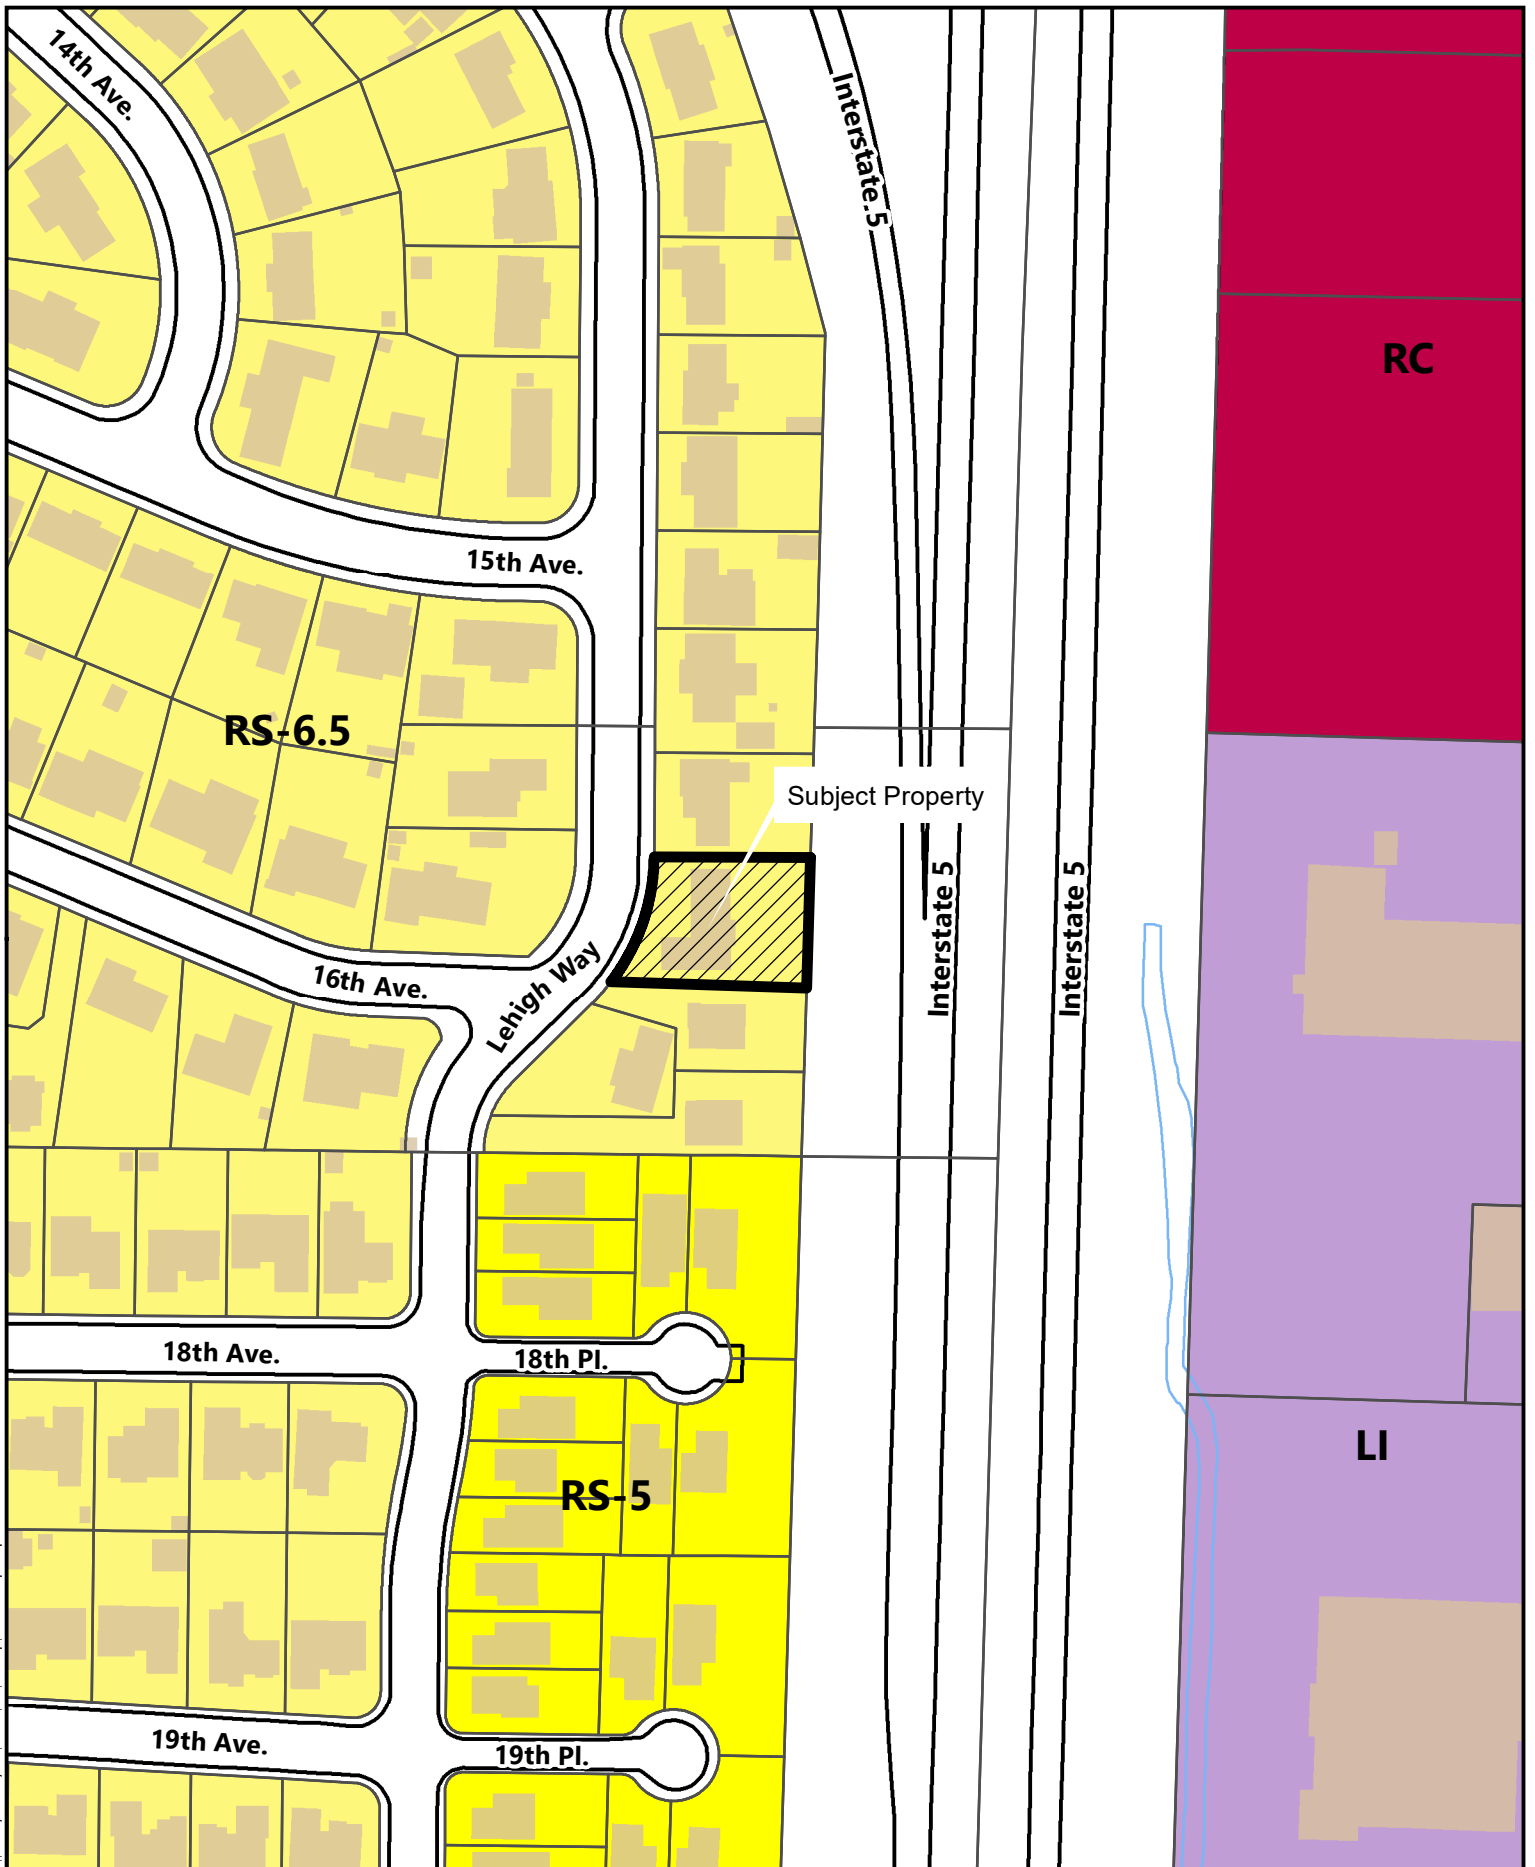 14th Ave.
Interstate 5
RC
15th Ave.
RS-6.5
Subject Property
Interstate 5
Interstate 5
16th Ave.
Lehigh Way
18th Ave.
18th Pl.
LI
RS-5
19th Ave.
19th Pl.